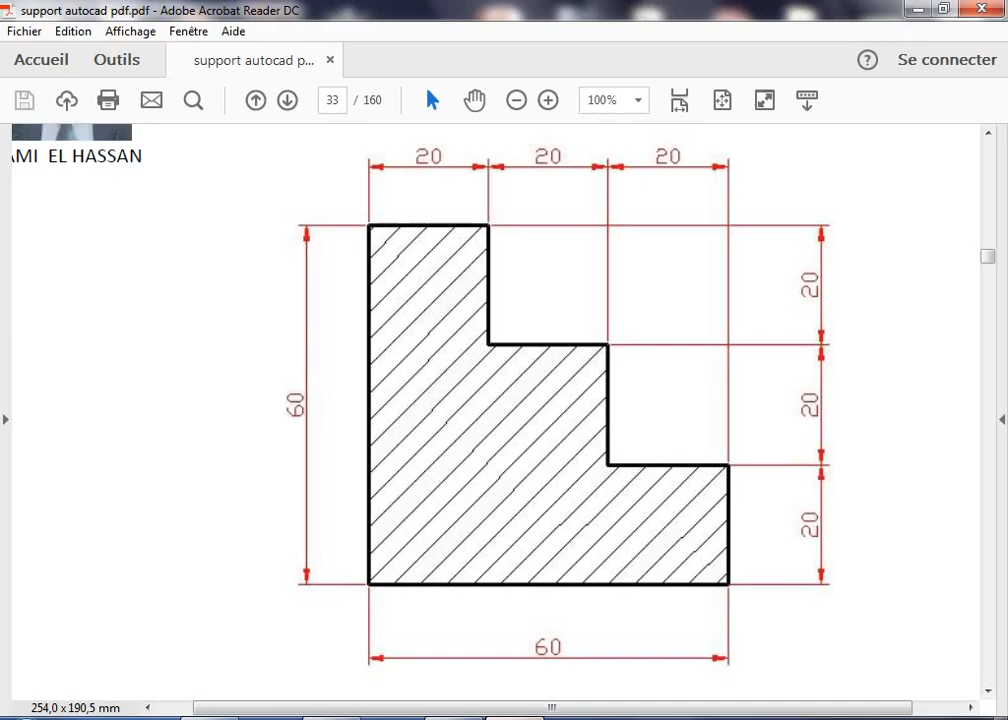 support autocad pdf.pdf - Adobe Acrobat Reader DC
Fichier Edition Affichage Fenêtre Aide
Accueil Outils support autocad p... × ? Se connecter
33 / 160 100%
AMI EL HASSAN
20 20 20
20
60 20
20
60
254,0 x 190,5 mm